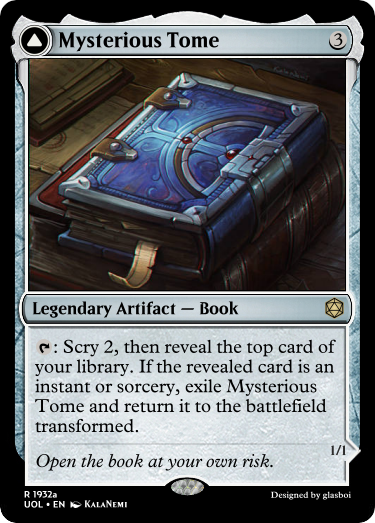 Mysterious Tome 3
Legendary Artifact — Book
: Scry 2, then reveal the top card of
your library. If the revealed card is an
instant or sorcery, exile Mysterious
Tome and return it to the battlefield
transformed.
1/1
Open the book at your own risk.
R 1932a
UOL • EN KALANEMI
Designed by glasboi